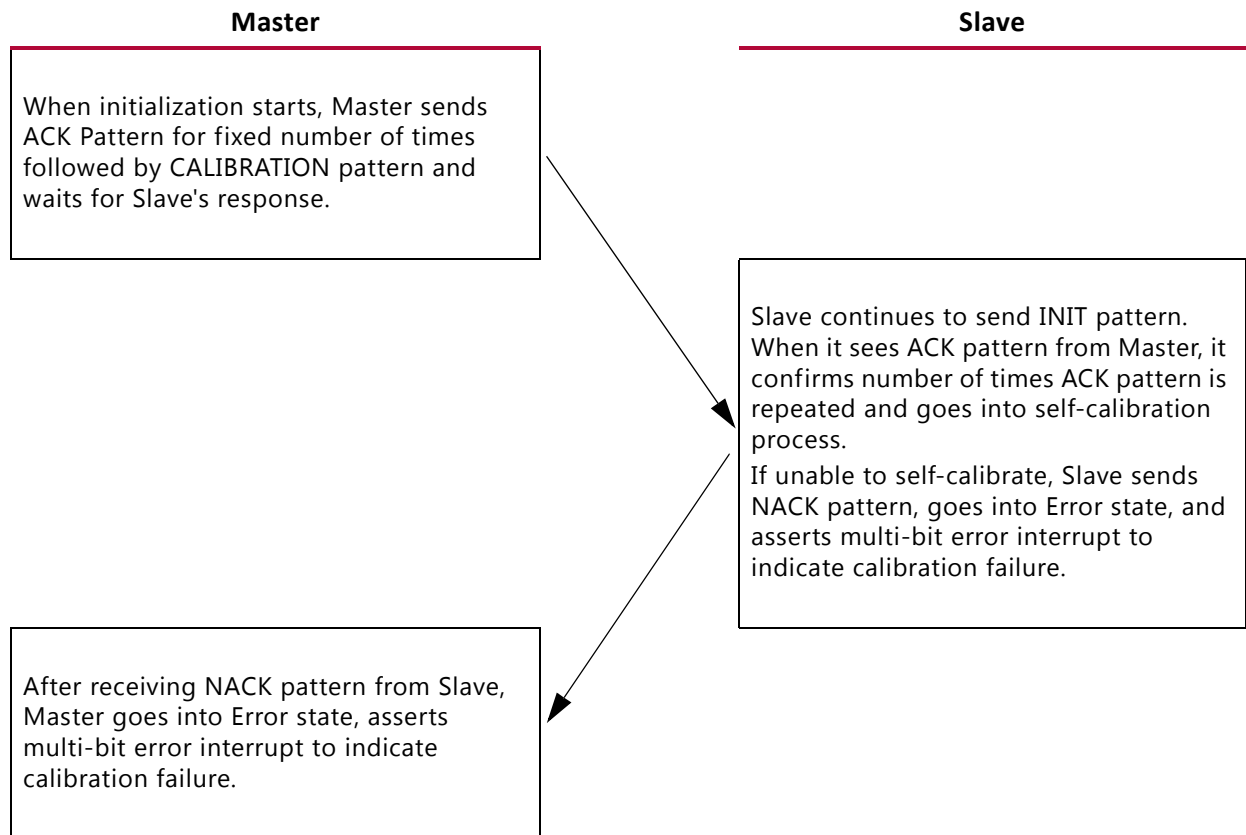 Master
Slave
When initialization starts, Master sends
ACK Pattern for fixed number of times
followed by CALIBRATION pattern and
waits for Slave's response.
Slave continues to send INIT pattern.
When it sees ACK pattern from Master, it
confirms number of times ACK pattern is
repeated and goes into self-calibration
process.
If unable to self-calibrate, Slave sends
NACK pattern, goes into Error state, and
asserts multi-bit error interrupt to
indicate calibration failure.
After receiving NACK pattern from Slave,
Master goes into Error state, asserts
multi-bit error interrupt to indicate
calibration failure.